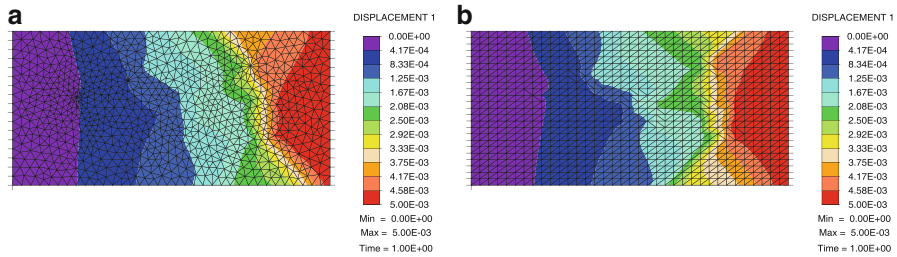 a
DISPLACEMENT 1
0.00E+00
4.17E-04
8.33E-04
1.25E-03
1.67E-03
2.08E-03
2.50E-03
2.92E-03
3.33E-03
3.75E-03
4.17E-03
4.58E-03
5.00E-03
Min = 0.00E+00
Max = 5.00E-03
Time = 1.00E+00
b
DISPLACEMENT 1
0.00E+00
4.17E-04
8.34E-04
1.25E-03
1.67E-03
2.08E-03
2.50E-03
2.92E-03
3.33E-03
3.75E-03
4.17E-03
4.58E-03
5.00E-03
Min = 0.00E+00
Max = 5.00E-03
Time = 1.00E+00